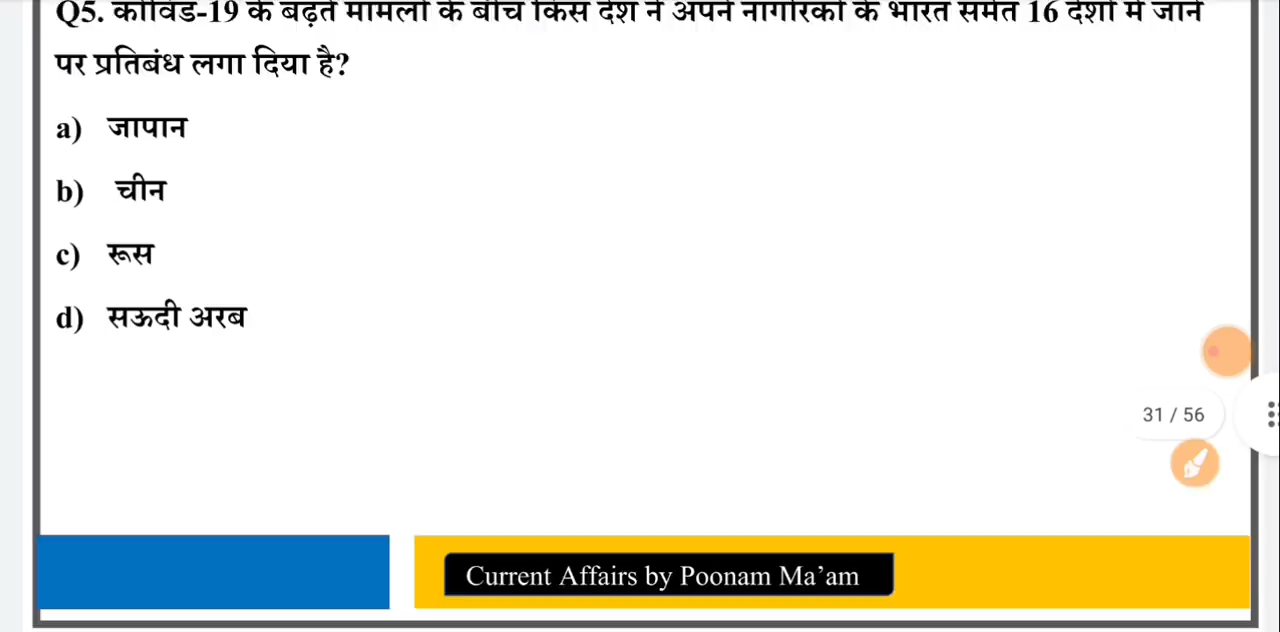 Q5. कोविड-19 के बढ़ते मामलों के बीच किस देश ने अपने नागरिकों के भारत समेत 16 देशों में जाने
पर प्रतिबंध लगा दिया है?
a) जापान
b) चीन
c) रूस
d) सऊदी अरब
31 / 56
Current Affairs by Poonam Ma’am